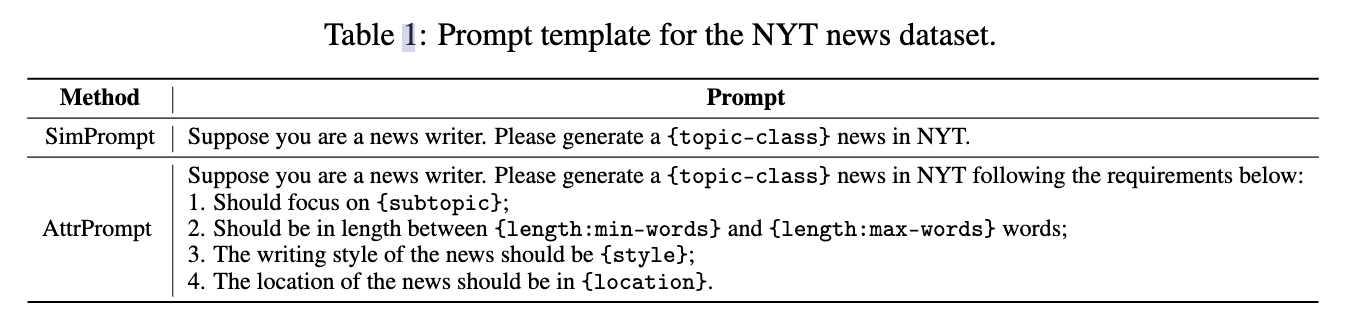 Table 1: Prompt template for the NYT news dataset.
Method Prompt
SimPrompt Suppose you are a news writer. Please generate a {topic-class} news in NYT.
Suppose you are a news writer. Please generate a {topic-class} news in NYT following the requirements below:
1. Should focus on {subtopic};
AttrPrompt 2. Should be in length between {length:min-words} and {length:max-words} words;
3. The writing style of the news should be {style};
4. The location of the news should be in {location}.